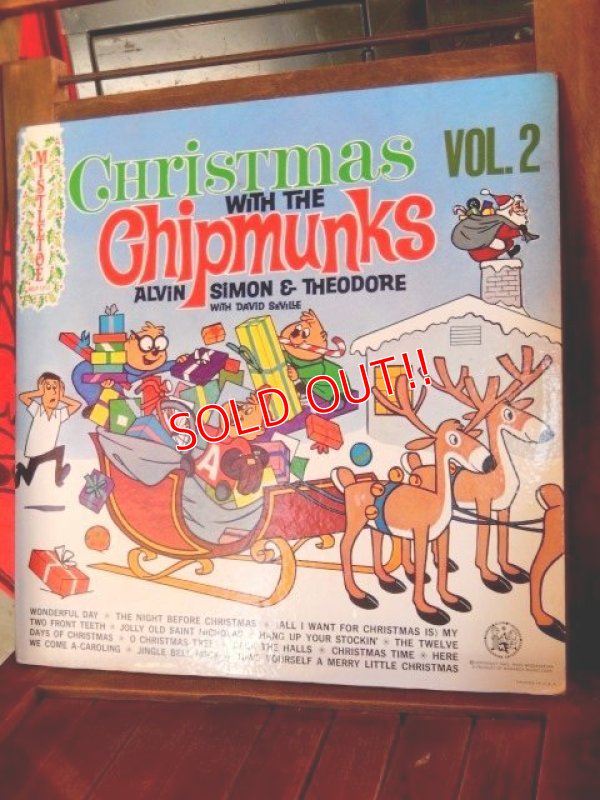 MISTLETOE
CHRISTMAS
VOL. 2
WITH THE
Chipmunks
ALVIN SIMON & THEODORE
WITH DAVID SEVILLE
SOLD OUT!!
A
WONDERFUL DAY * THE NIGHT BEFORE CHRISTMAS * (ALL I WANT FOR CHRISTMAS IS) MY
TWO FRONT TEETH * JOLLY OLD SAINT NICHOLAS * HANG UP YOUR STOCKIN' * THE TWELVE
DAYS OF CHRISTMAS * O CHRISTMAS TREE * DECK THE HALLS * CHRISTMAS TIME * HERE
WE COME A-CAROLING * JINGLE BELL ROCK * HAVE YOURSELF A MERRY LITTLE CHRISTMAS